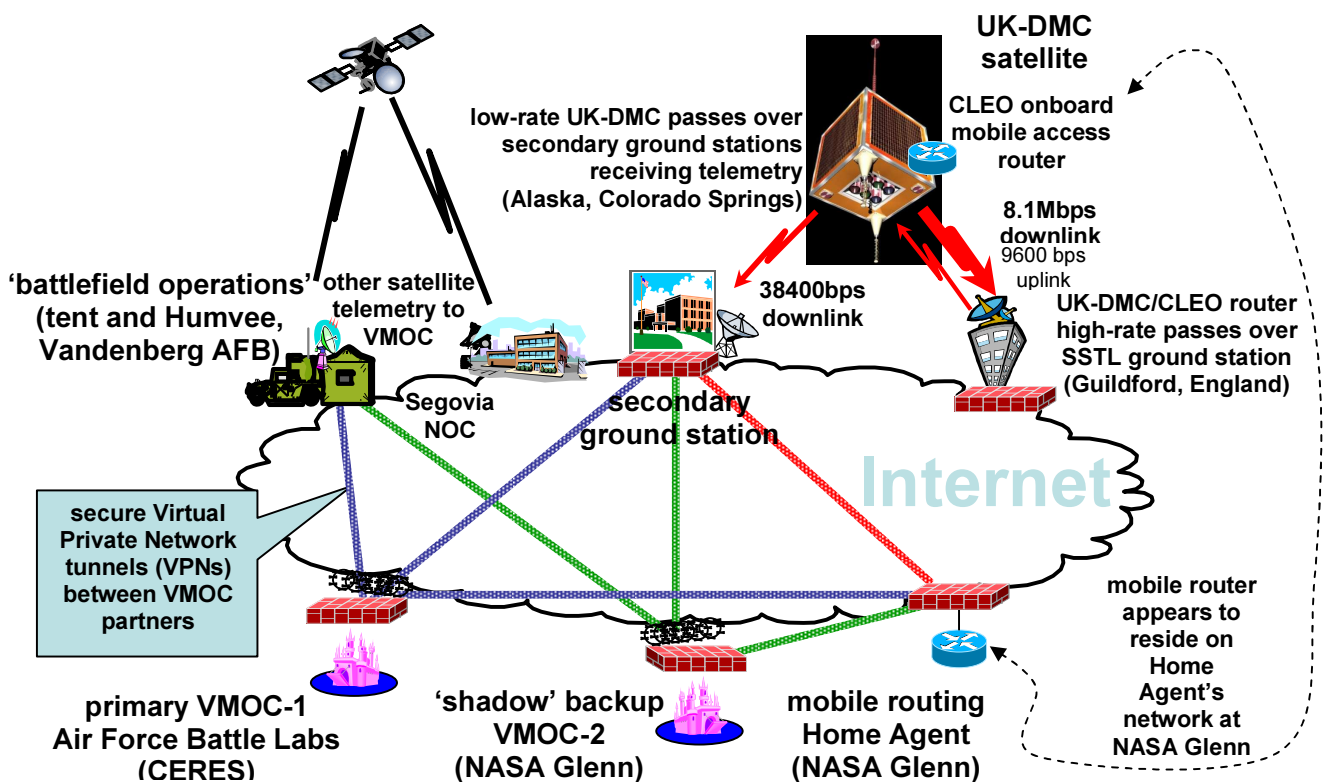 UK-DMC
satellite
CLEO onboard
mobile access
router
low-rate UK-DMC passes over
secondary ground stations
receiving telemetry
(Alaska, Colorado Springs)
8.1Mbps
downlink
9600 bps
uplink
‘battlefield operations’
(tent and Humvee,
Vandenberg AFB)
other satellite
telemetry to
VMOC
38400bps
downlink
UK-DMC/CLEO router
high-rate passes over
SSTL ground station
(Guildford, England)
Segovia
NOC
secondary
ground station
Internet
secure Virtual
Private Network
tunnels (VPNs)
between VMOC
partners
mobile router
appears to
reside on
Home
Agent’s
network at
NASA Glenn
primary VMOC-1
Air Force Battle Labs
(CERES)
‘shadow’ backup
VMOC-2
(NASA Glenn)
mobile routing
Home Agent
(NASA Glenn)